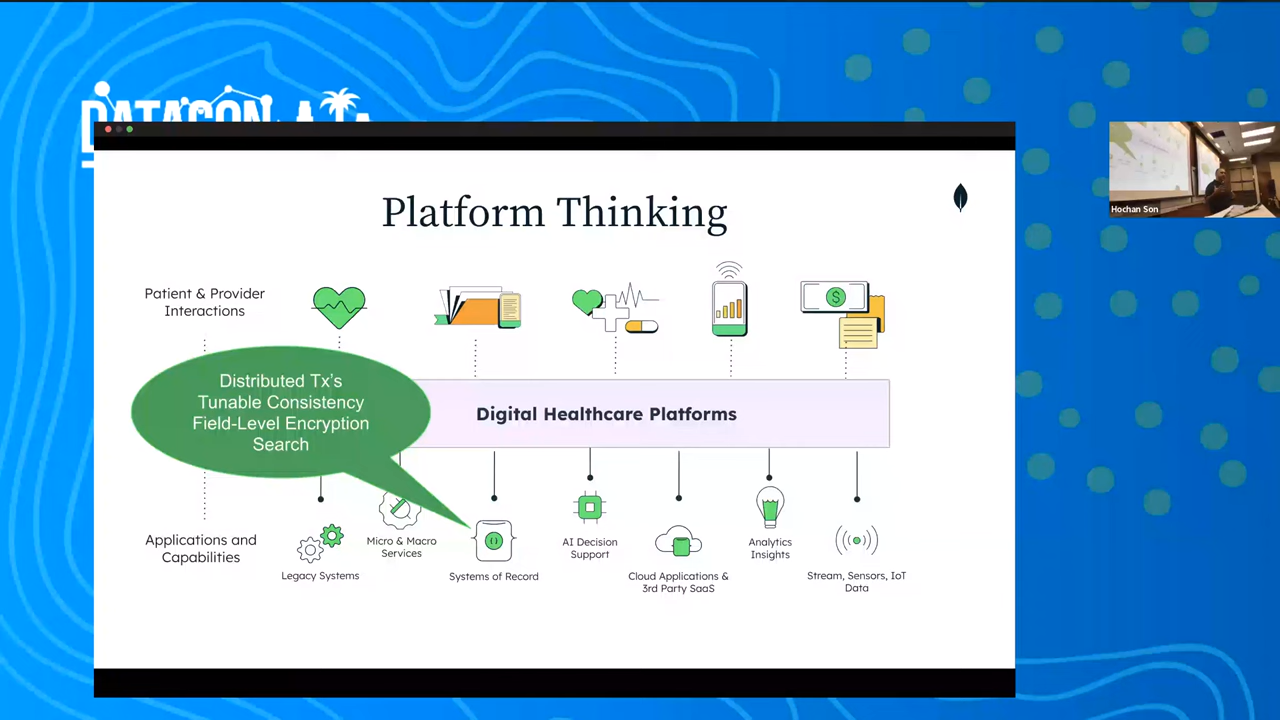 DATACON LA
Hochan Son
Platform Thinking
Patient & Provider
Interactions
Distributed Tx's
Tunable Consistency
Field-Level Encryption
Search
Digital Healthcare Platforms
Applications and
Capabilities
Legacy Systems
Micro & Macro
Services
Systems of Record
AI Decision
Support
Cloud Applications &
3rd Party SaaS
Analytics
Insights
Stream, Sensors, IoT
Data